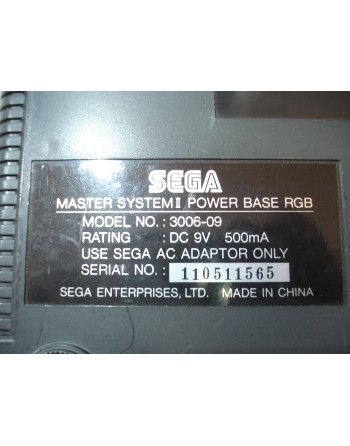 SEGA
MASTER SYSTEM II POWER BASE RGB
MODEL NO. : 3006-09
RATING : DC 9V 500mA
USE SEGA AC ADAPTOR ONLY
SERIAL NO. : 110511565
SEGA ENTERPRISES, LTD. MADE IN CHINA